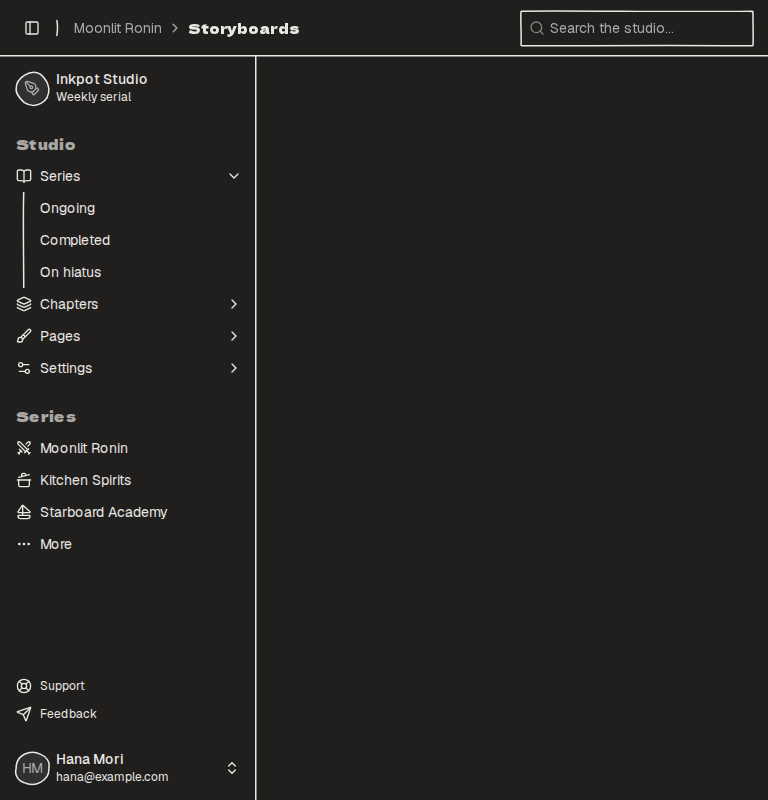 Moonlit Ronin
Storyboards
Search the studio...
Inkpot Studio
Weekly serial
Studio
Series
Ongoing
Completed
On hiatus
Chapters
Pages
Settings
Series
Moonlit Ronin
Kitchen Spirits
Starboard Academy
More
Support
Feedback
HM
Hana Mori
hana@example.com